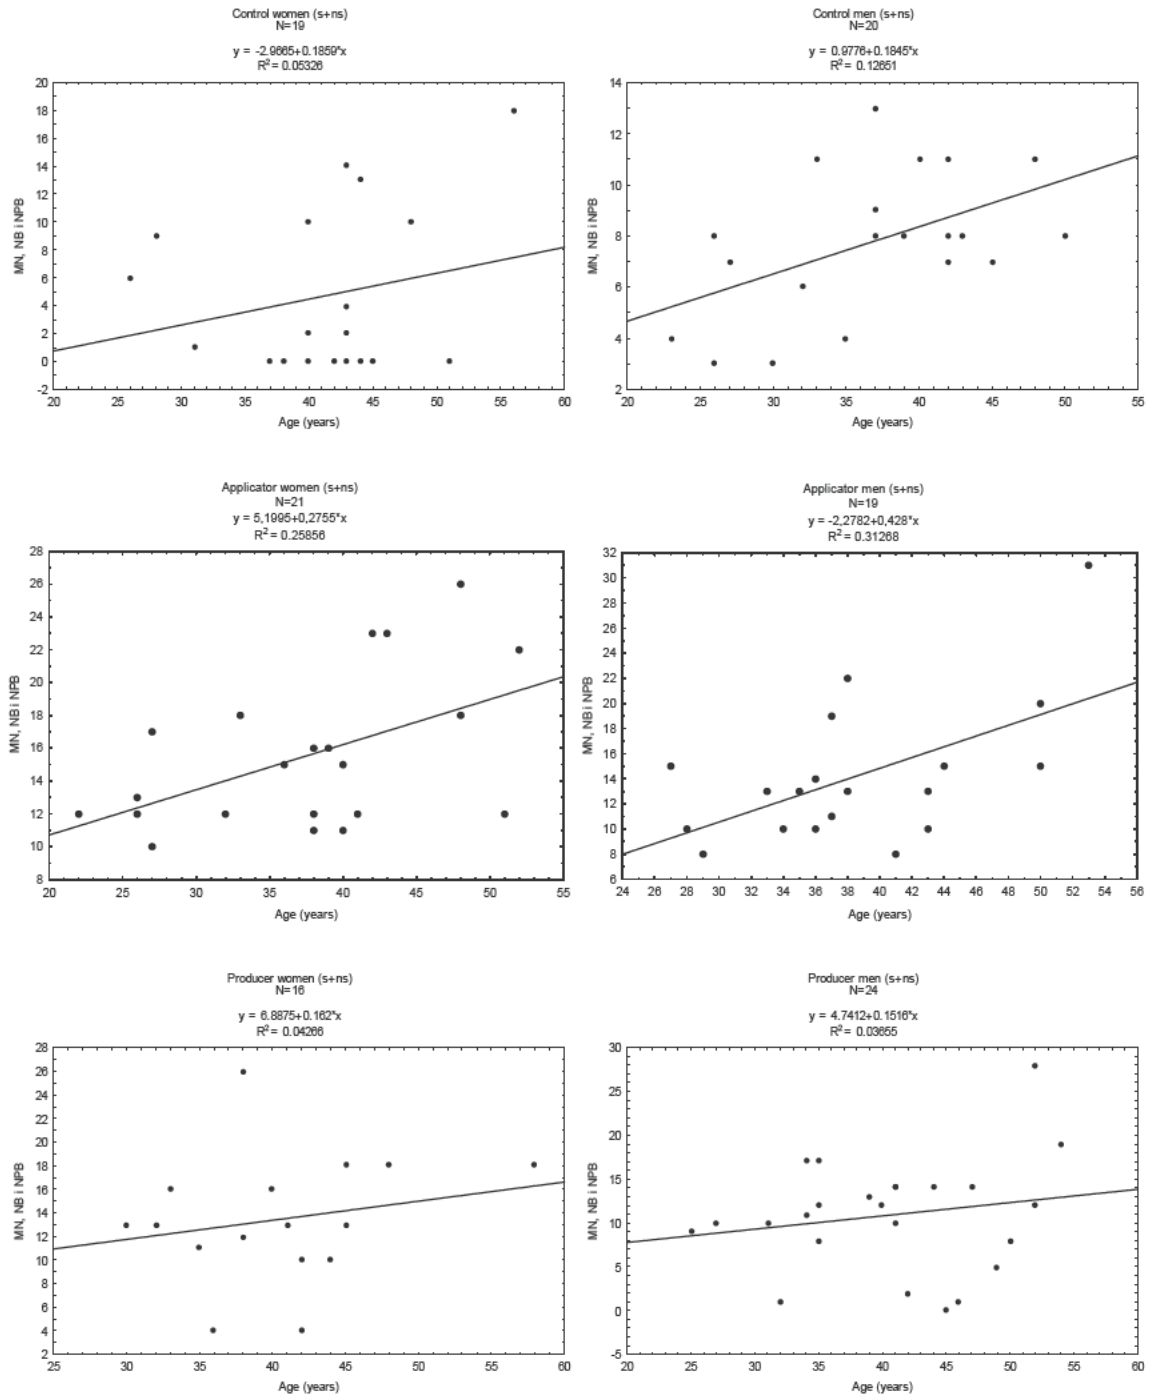 Control women (s+ns)
N=19
y = -2.9665+0.1859*x
R² = 0.05326
20
18
16
14
12
10
8
6
4
2
0
-2
MN, NB i NPB
20 25 30 35 40 45 50 55 60
Age (years)
Control men (s+ns)
N=20
y = 0.9776+0.1845*x
R² = 0.12651
14
12
10
8
6
4
2
MN, NB i NPB
20 25 30 35 40 45 50 55
Age (years)
Applicator women (s+ns)
N=21
y = 5,1995+0,2755*x
R² = 0.25856
28
26
24
22
20
18
16
14
12
10
8
MN, NB i NPB
20 25 30 35 40 45 50 55
Age (years)
Applicator men (s+ns)
N=19
y = -2,2782+0,428*x
R² = 0.31268
32
30
28
26
24
22
20
18
16
14
12
10
8
6
MN, NB i NPB
24 26 28 30 32 34 36 38 40 42 44 46 48 50 52 54 56
Age (years)
Producer women (s+ns)
N=16
y = 6.8875+0.162*x
R² = 0.04266
28
26
24
22
20
18
16
14
12
10
8
6
4
2
MN, NB i NPB
25 30 35 40 45 50 55 60
Age (years)
Producer men (s+ns)
N=24
y = 4.7412+0.1516*x
R² = 0.03655
30
25
20
15
10
5
0
-5
MN, NB i NPB
20 25 30 35 40 45 50 55 60
Age (years)